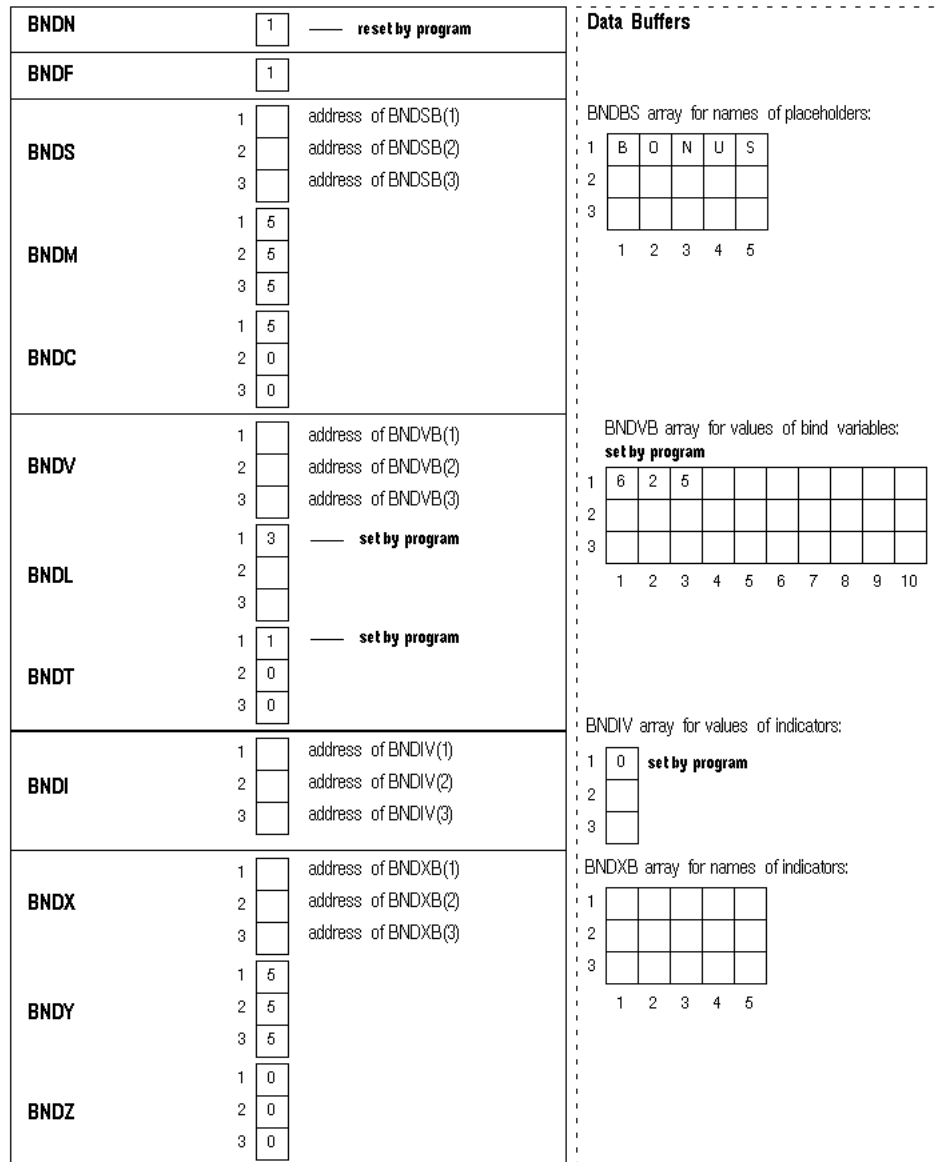 BNDN 1 reset by program
BNDF 1
BNDS
1 address of BNDSB(1)
2 address of BNDSB(2)
3 address of BNDSB(3)
BNDM
1 5
2 5
3 5
BNDC
1 5
2 0
3 0
BNDV
1 address of BNDVB(1)
2 address of BNDVB(2)
3 address of BNDVB(3)
BNDL
1 3 set by program
2
3
BNDT
1 1 set by program
2 0
3 0
BNDI
1 address of BNDIV(1)
2 address of BNDIV(2)
3 address of BNDIV(3)
BNDX
1 address of BNDXB(1)
2 address of BNDXB(2)
3 address of BNDXB(3)
BNDY
1 5
2 5
3 5
BNDZ
1 0
2 0
3 0
Data Buffers
BNDBS array for names of placeholders:
1 B O N U S
2
3
1 2 3 4 5
BNDVB array for values of bind variables:
set by program
1 6 2 5
2
3
1 2 3 4 5 6 7 8 9 10
BNDIV array for values of indicators:
1 0 set by program
2
3
BNDXB array for names of indicators:
1
2
3
1 2 3 4 5